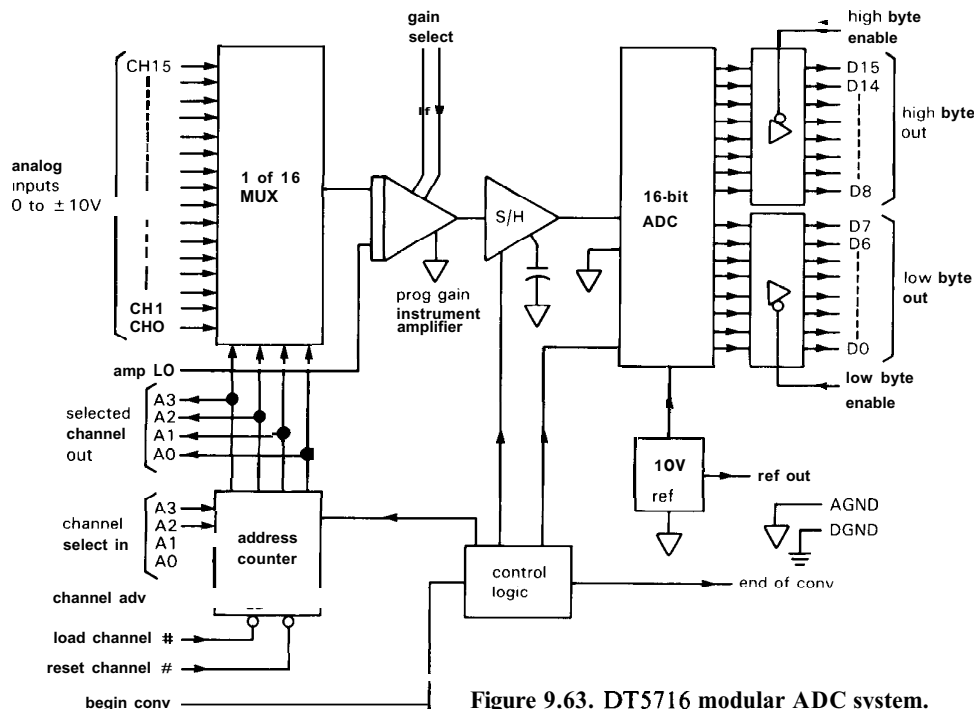 gain
select
high byte
enable
CH15
D15
D14
high byte
out
D8
analog
inputs
0 to ±10V
1 of 16
MUX
S/H
16-bit
ADC
D7
D6
low byte
out
D0
prog gain
instrument
amplifier
CH1
CHO
amp LO
low byte
enable
selected
channel
out
A3
A2
A1
A0
10V
ref
ref out
channel
select in
A3
A2
A1
A0
address
counter
AGND
DGND
control
logic
end of conv
channel adv
load channel #
reset channel #
begin conv
Figure 9.63. DT5716 modular ADC system.